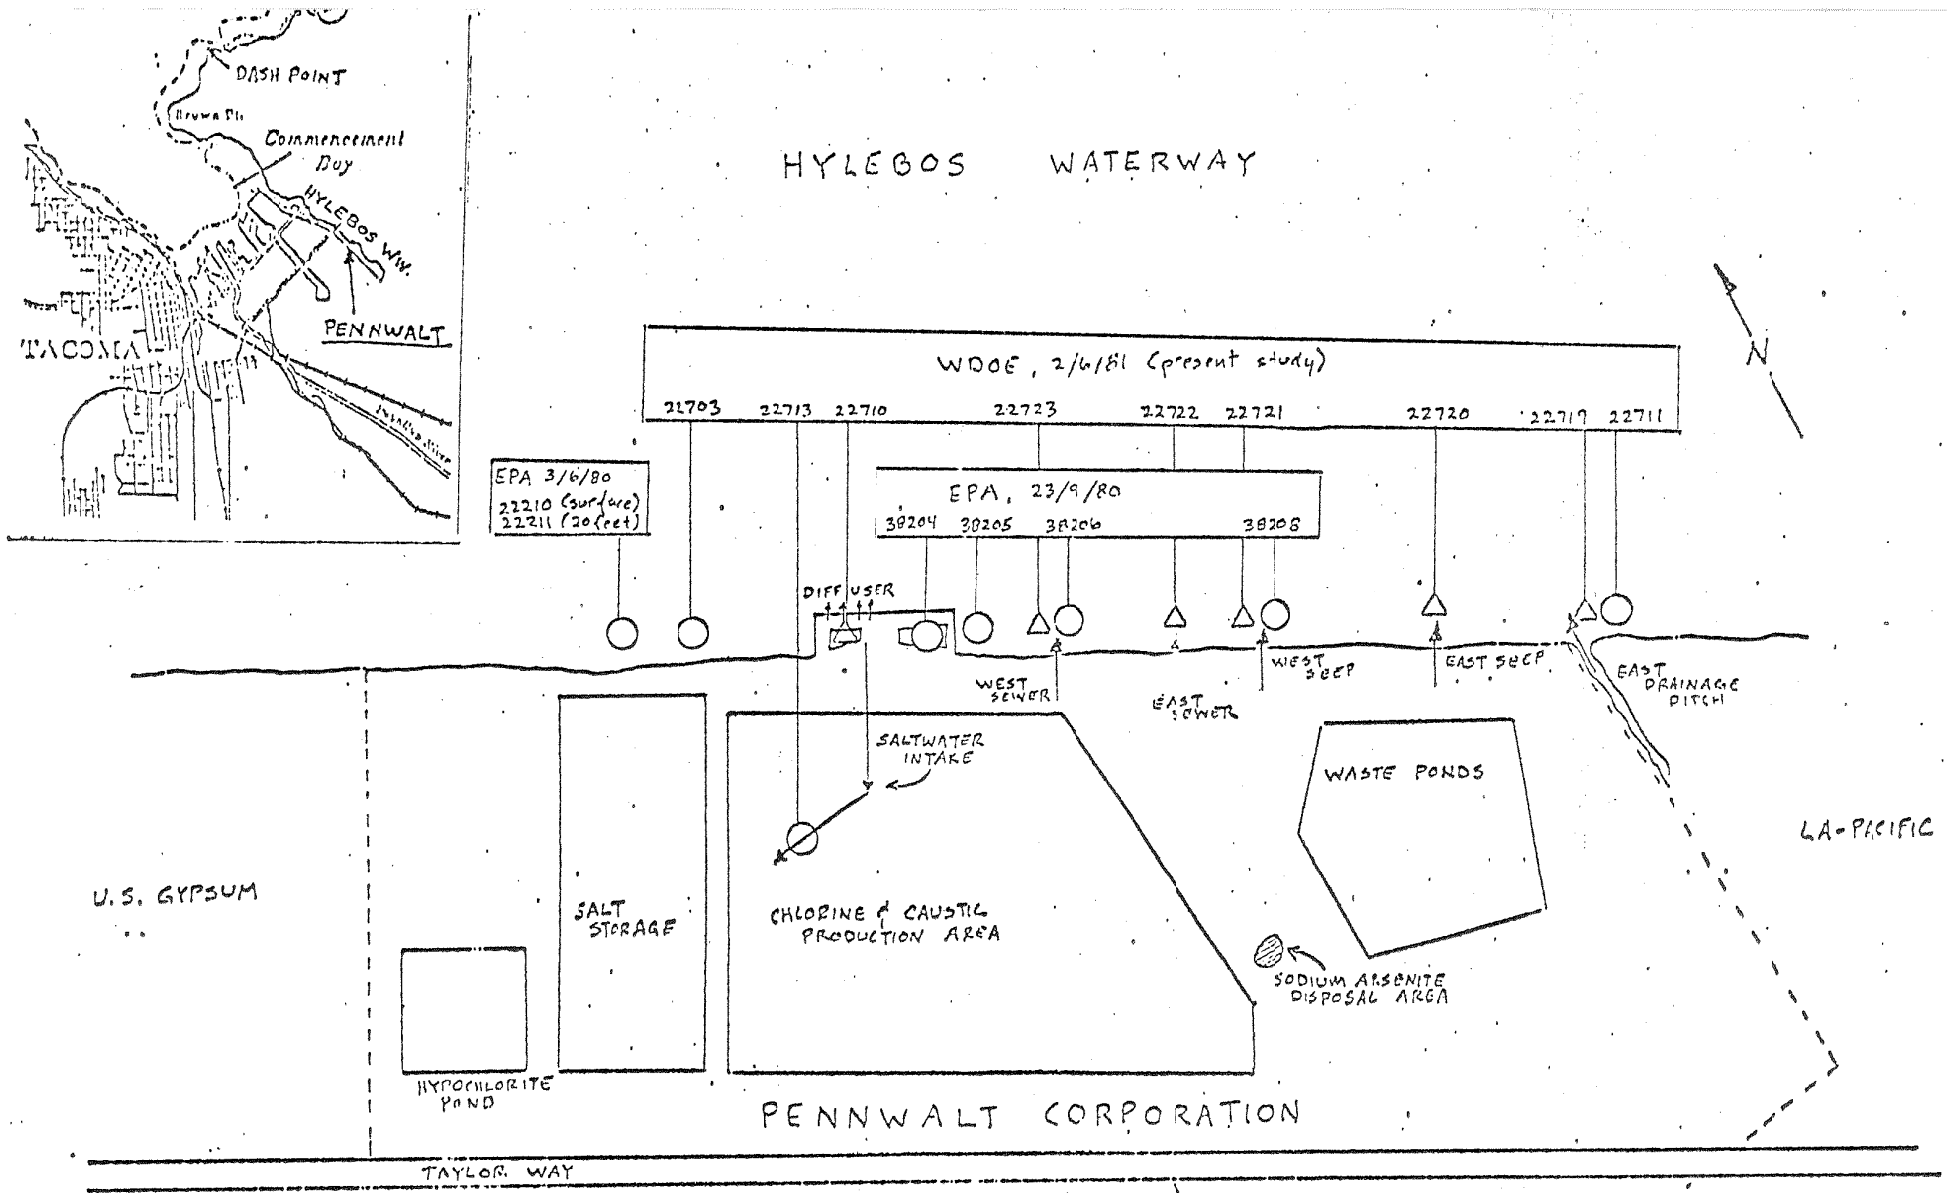 DASH POINT
Commencement
Bay
HYLEBOS WW.
PENNWALT
TACOMA
HYLEBOS WATERWAY
N
WDOE, 2/6/81 (present study)
22703 22713 22710 22723 22722 22721 22720 22719 22711
EPA 3/6/80
22210 (surface)
22211 (20 feet)
EPA, 23/9/80
38204 38205 38206 38208
DIFFUSER
WEST
SEWER
EAST
SEWER
WEST
SEEP
EAST SEEP
EAST
DRAINAGE
DITCH
SALTWATER
INTAKE
WASTE PONDS
LA-PACIFIC
U.S. GYPSUM
SALT
STORAGE
CHLORINE & CAUSTIC
PRODUCTION AREA
SODIUM ARSENITE
DISPOSAL AREA
HYPOCHLORITE
POND
PENNWALT CORPORATION
TAYLOR WAY